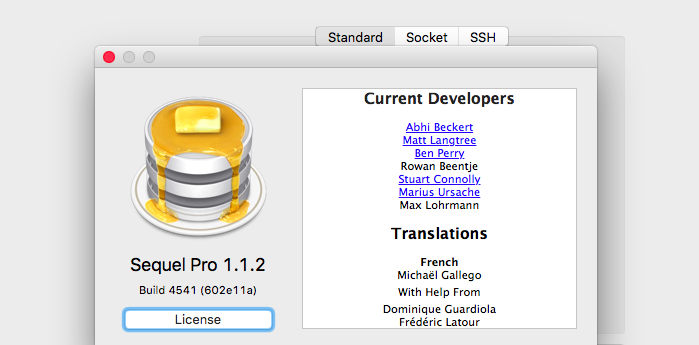 Standard
Socket
SSH
Current Developers
Abhi Beckert
Matt Langtree
Ben Perry
Rowan Beentje
Stuart Connolly
Marius Ursache
Max Lohrmann
Translations
French
Michaël Gallego
With Help From
Dominique Guardiola
Frédéric Latour
Sequel Pro 1.1.2
Build 4541 (602e11a)
License